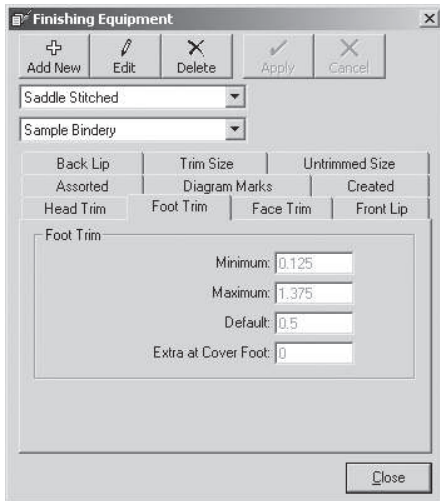 Finishing Equipment
Add New Edit Delete Apply Cancel
Saddle Stitched
Sample Bindery
Back Lip Trim Size Untrimmed Size
Assorted Diagram Marks Created
Head Trim Foot Trim Face Trim Front Lip
Foot Trim
Minimum: 0.125
Maximum: 1.375
Default: 0.5
Extra at Cover Foot: 0
Close